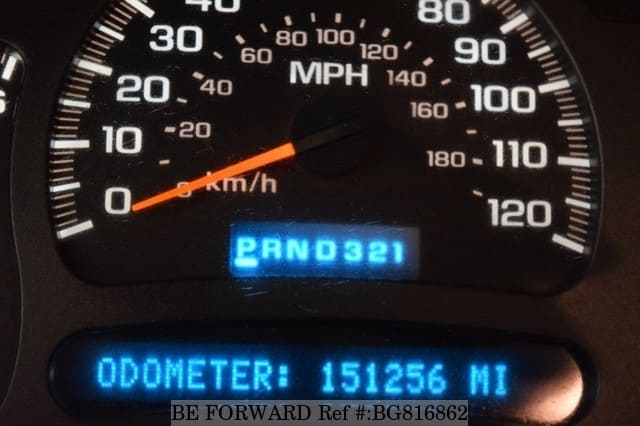 40 80
30 60 80 100 120 90
MPH
20 40 140 100
160
10 20 180 110
0 km/h 120
PRND321
ODOMETER: 151256 MI
BE FORWARD Ref #:BG816862